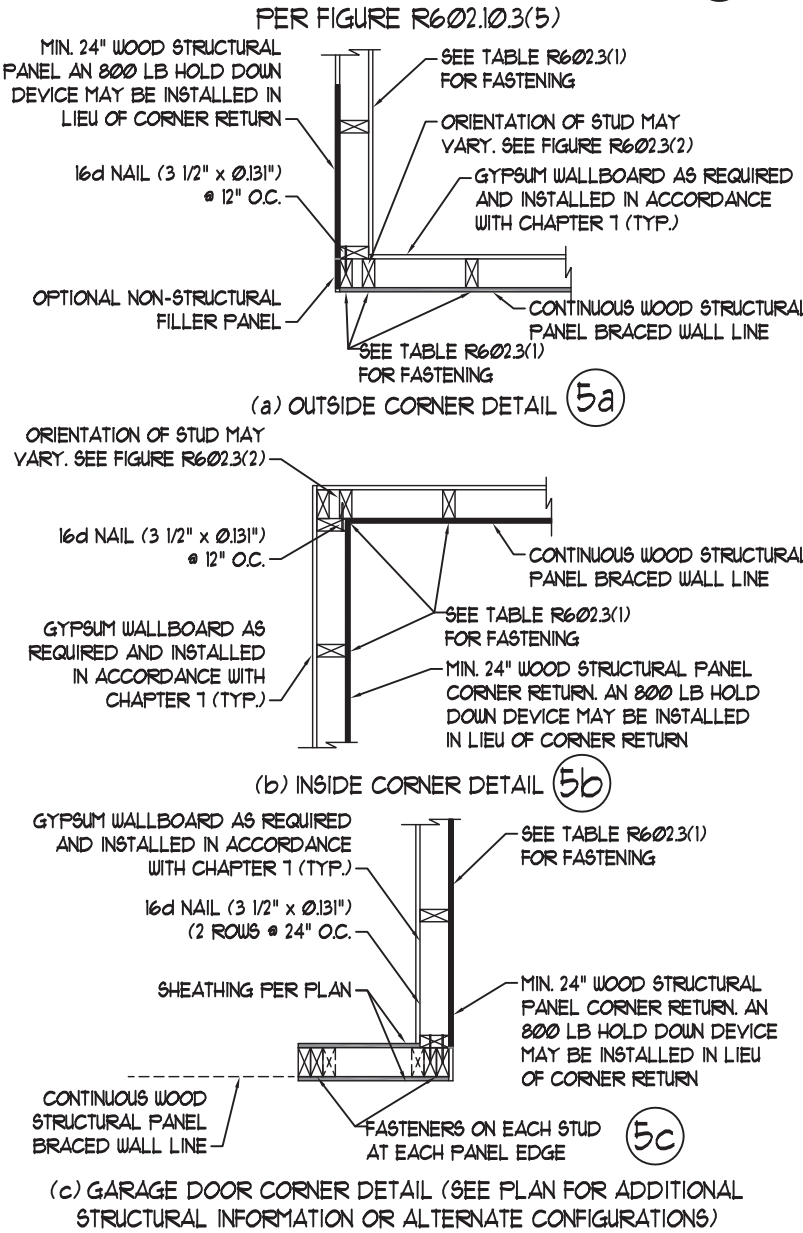 PER FIGURE R602.10.3(5)
MIN. 24" WOOD STRUCTURAL
PANEL AN 800 LB HOLD DOWN
DEVICE MAY BE INSTALLED IN
LIEU OF CORNER RETURN
SEE TABLE R602.3(1)
FOR FASTENING
ORIENTATION OF STUD MAY
VARY. SEE FIGURE R602.3(2)
16d NAIL (3 1/2" x Ø.131")
@ 12" O.C.
GYPSUM WALLBOARD AS REQUIRED
AND INSTALLED IN ACCORDANCE
WITH CHAPTER 7 (TYP.)
OPTIONAL NON-STRUCTURAL
FILLER PANEL
CONTINUOUS WOOD STRUCTURAL
PANEL BRACED WALL LINE
SEE TABLE R602.3(1)
FOR FASTENING
(a) OUTSIDE CORNER DETAIL 5a
ORIENTATION OF STUD MAY
VARY. SEE FIGURE R602.3(2)
16d NAIL (3 1/2" x Ø.131")
@ 12" O.C.
CONTINUOUS WOOD STRUCTURAL
PANEL BRACED WALL LINE
GYPSUM WALLBOARD AS
REQUIRED AND INSTALLED
IN ACCORDANCE WITH
CHAPTER 7 (TYP.)
SEE TABLE R602.3(1)
FOR FASTENING
MIN. 24" WOOD STRUCTURAL PANEL
CORNER RETURN. AN 800 LB HOLD
DOWN DEVICE MAY BE INSTALLED
IN LIEU OF CORNER RETURN
(b) INSIDE CORNER DETAIL 5b
GYPSUM WALLBOARD AS REQUIRED
AND INSTALLED IN ACCORDANCE
WITH CHAPTER 7 (TYP.)
SEE TABLE R602.3(1)
FOR FASTENING
16d NAIL (3 1/2" x Ø.131")
(2 ROWS @ 24" O.C.
SHEATHING PER PLAN
MIN. 24" WOOD STRUCTURAL
PANEL CORNER RETURN. AN
800 LB HOLD DOWN DEVICE
MAY BE INSTALLED IN LIEU
OF CORNER RETURN
CONTINUOUS WOOD
STRUCTURAL PANEL
BRACED WALL LINE
FASTENERS ON EACH STUD
AT EACH PANEL EDGE
5c
(c) GARAGE DOOR CORNER DETAIL (SEE PLAN FOR ADDITIONAL
STRUCTURAL INFORMATION OR ALTERNATE CONFIGURATIONS)